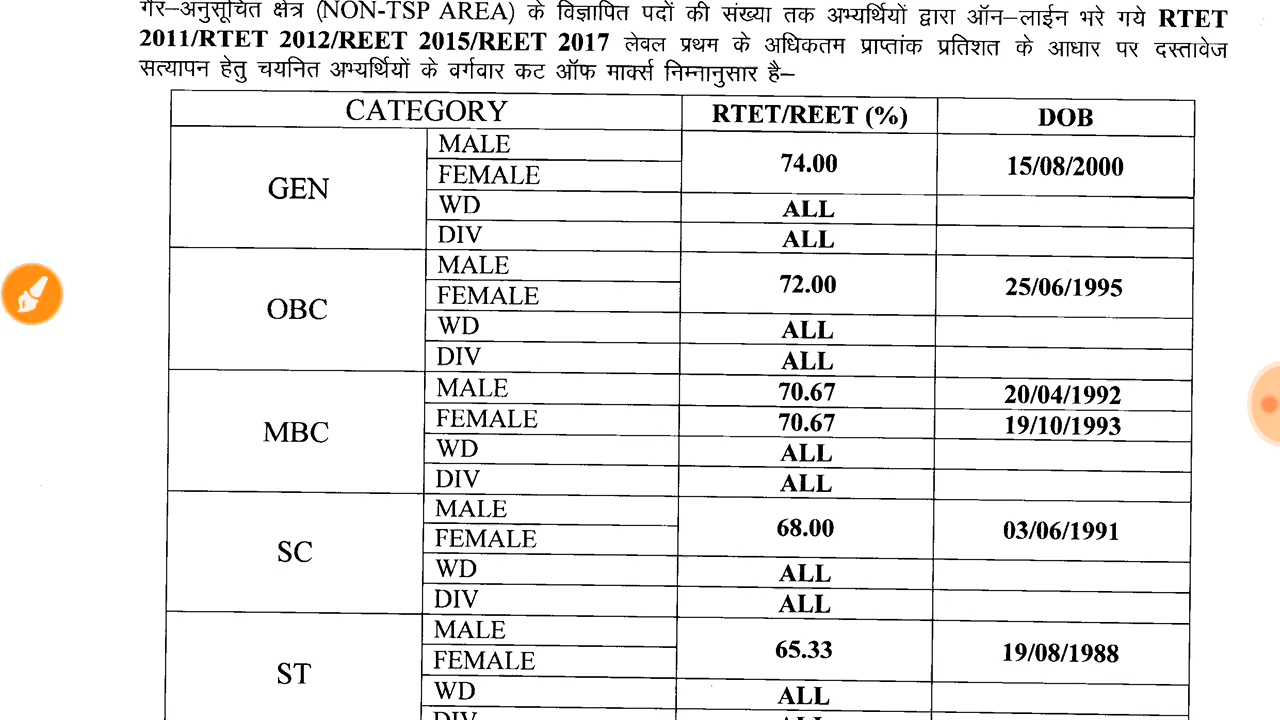 गैर–अनुसूचित क्षेत्र (NON-TSP AREA) के विज्ञापित पदों की संख्या तक अभ्यर्थियों द्वारा ऑन–लाईन भरे गये RTET
2011/RTET 2012/REET 2015/REET 2017 लेवल प्रथम के अधिकतम प्राप्तांक प्रतिशत के आधार पर दस्तावेज
सत्यापन हेतु चयनित अभ्यर्थियों के वर्गवार कट ऑफ मार्क्स निम्नानुसार है–
CATEGORY RTET/REET (%) DOB
GEN
MALE
FEMALE
74.00 15/08/2000
WD ALL
DIV ALL
OBC
MALE
FEMALE
72.00 25/06/1995
WD ALL
DIV ALL
MBC
MALE 70.67 20/04/1992
FEMALE 70.67 19/10/1993
WD ALL
DIV ALL
SC
MALE
FEMALE
68.00 03/06/1991
WD ALL
DIV ALL
ST
MALE
FEMALE
65.33 19/08/1988
WD ALL
DIV ALL